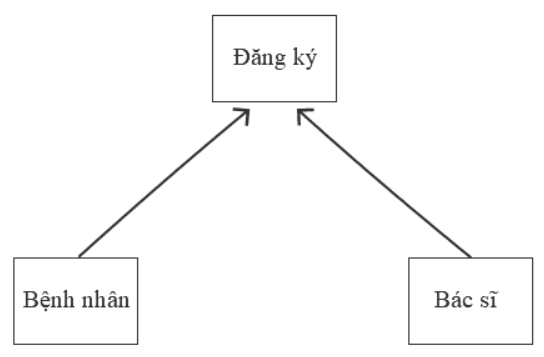 Đăng ký
Bệnh nhân
Bác sĩ